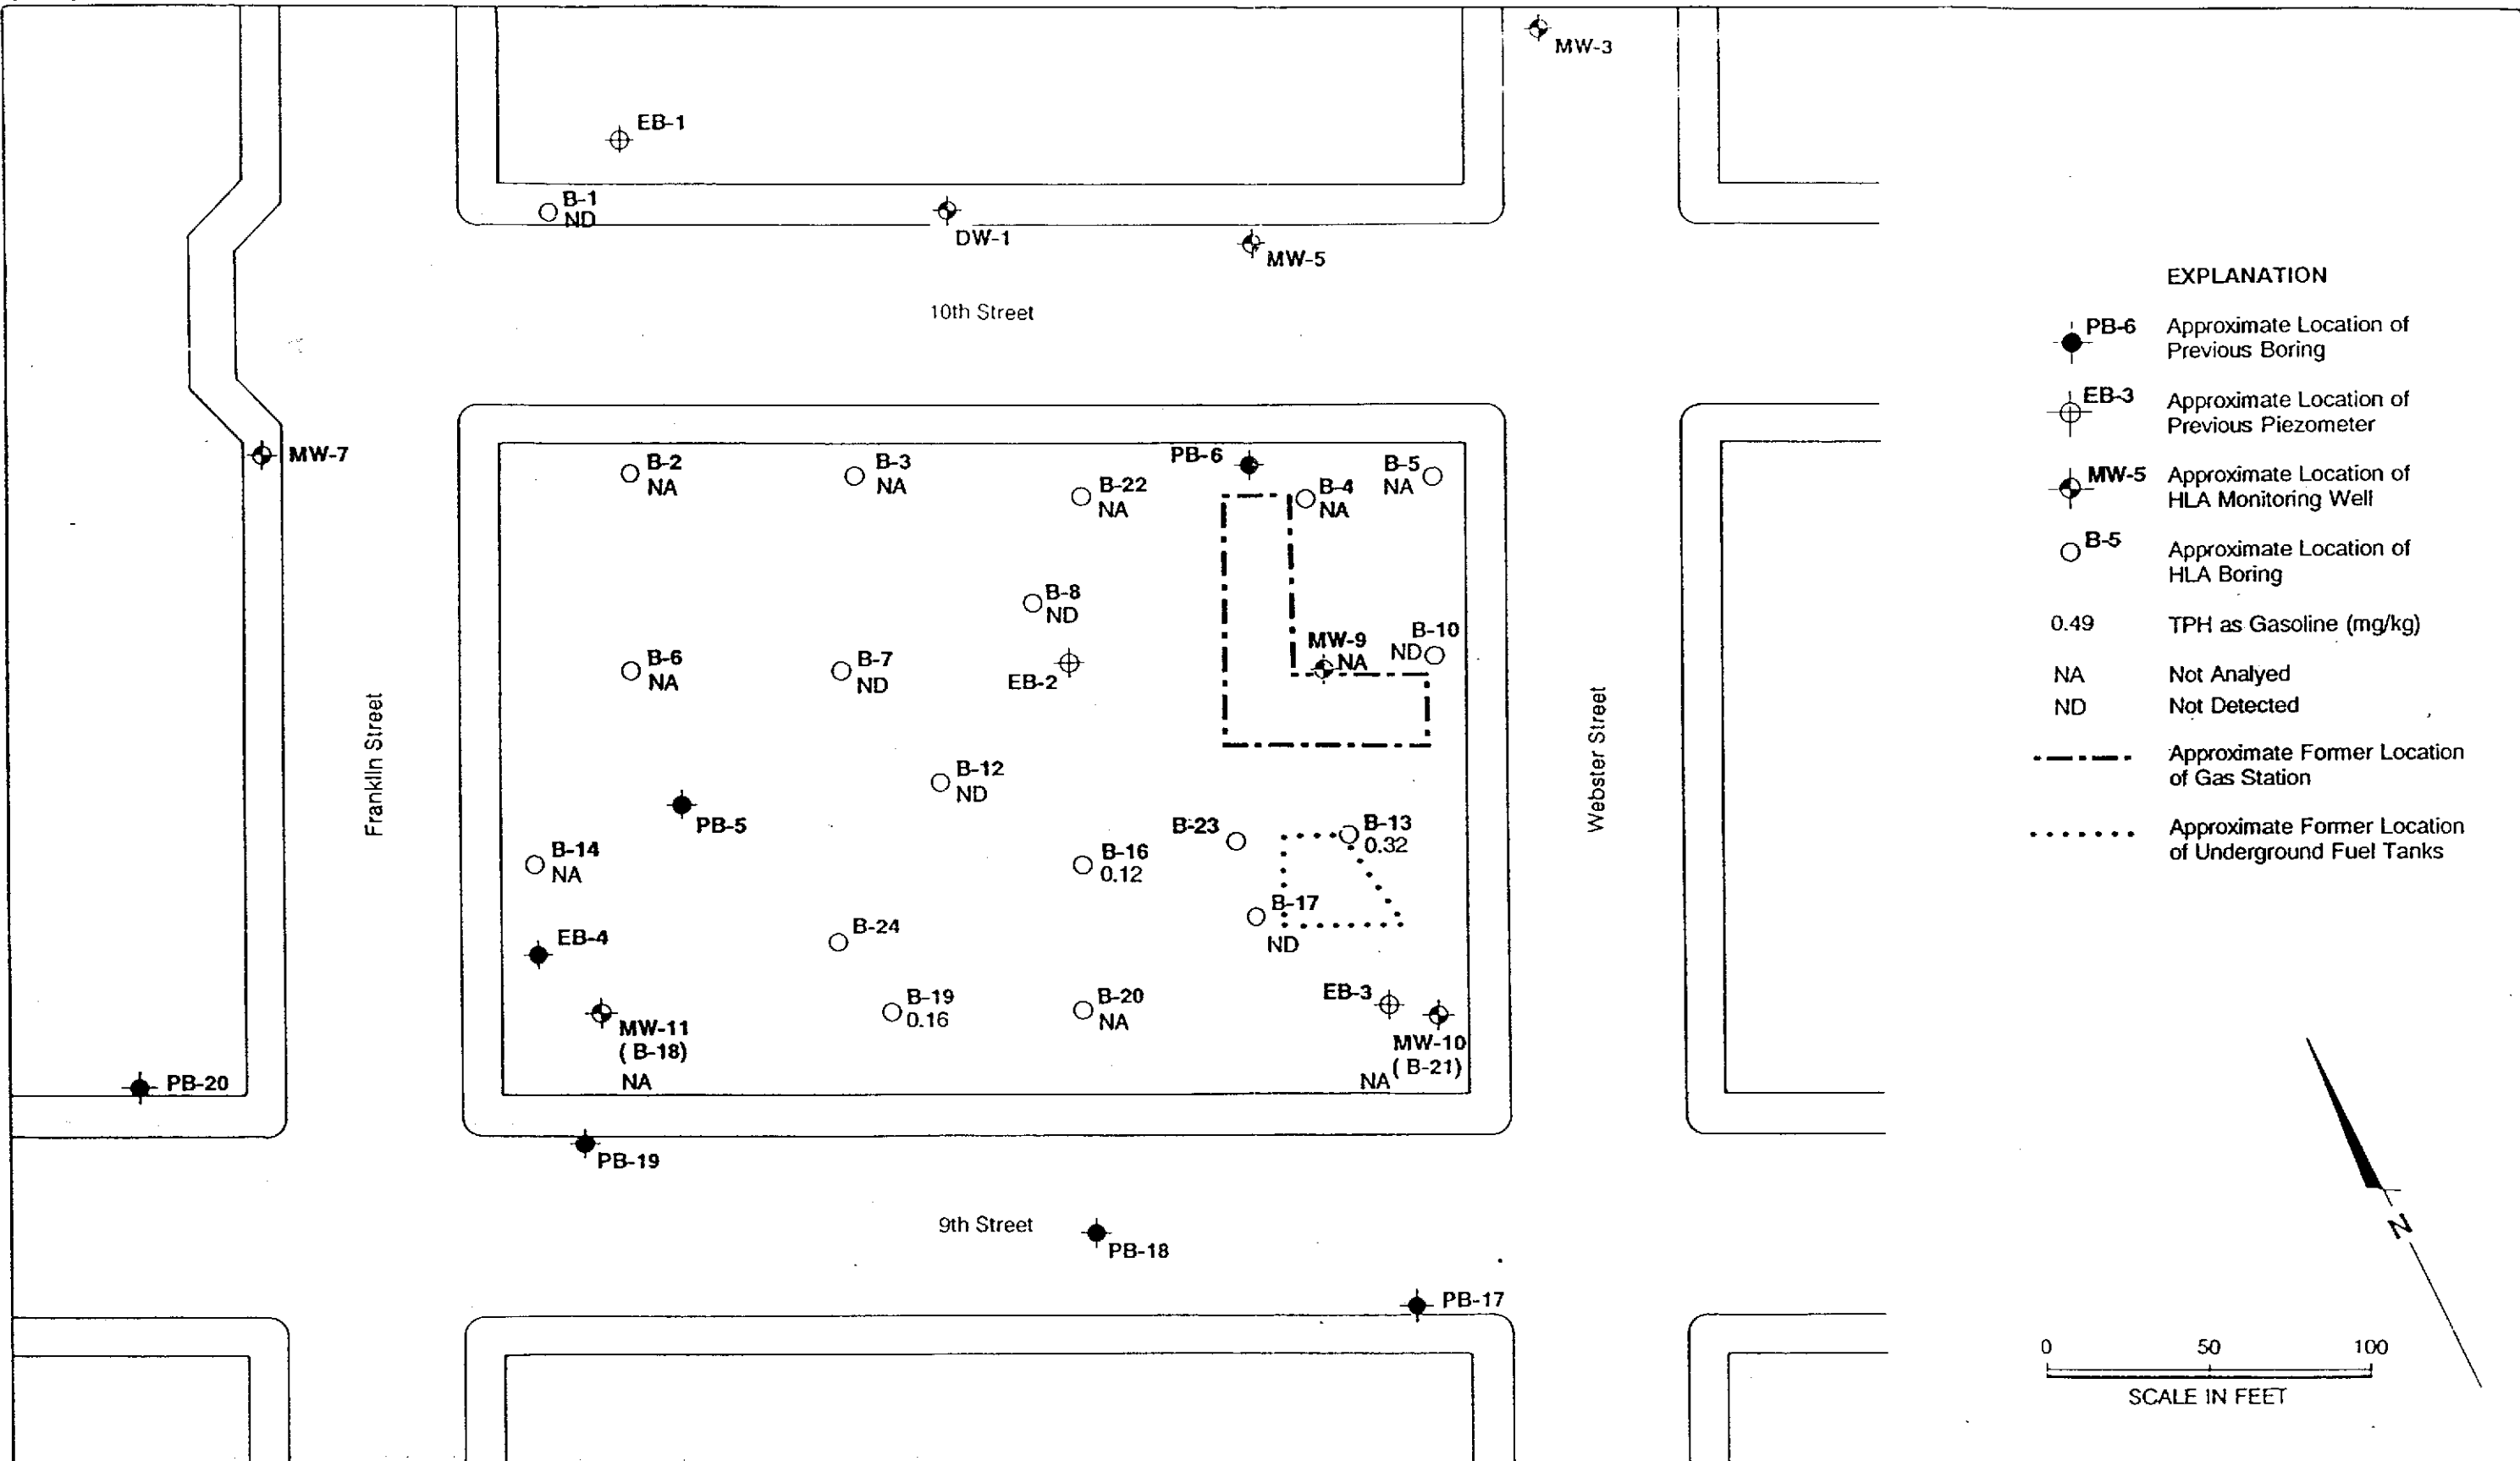 MW-3
EB-1
B-1
ND
DW-1
MW-5
10th Street
MW-7
B-2
NA
B-3
NA
B-22
NA
PB-6
B-4
NA
B-5
NA
B-8
ND
B-6
NA
B-7
ND
EB-2
MW-9
NA
B-10
ND
Franklin Street
Webster Street
B-12
ND
PB-5
B-23
B-13
0.32
B-14
NA
B-16
0.12
B-17
ND
B-24
EB-4
B-19
0.16
B-20
NA
EB-3
MW-11
( B-18)
NA
MW-10
( B-21)
NA
PB-20
PB-19
9th Street
PB-18
PB-17
EXPLANATION
PB-6 Approximate Location of
Previous Boring
EB-3 Approximate Location of
Previous Piezometer
MW-5 Approximate Location of
HLA Monitoring Well
B-5 Approximate Location of
HLA Boring
0.49 TPH as Gasoline (mg/kg)
NA Not Analyed
ND Not Detected
Approximate Former Location
of Gas Station
Approximate Former Location
of Underground Fuel Tanks
N
0 50 100
SCALE IN FEET